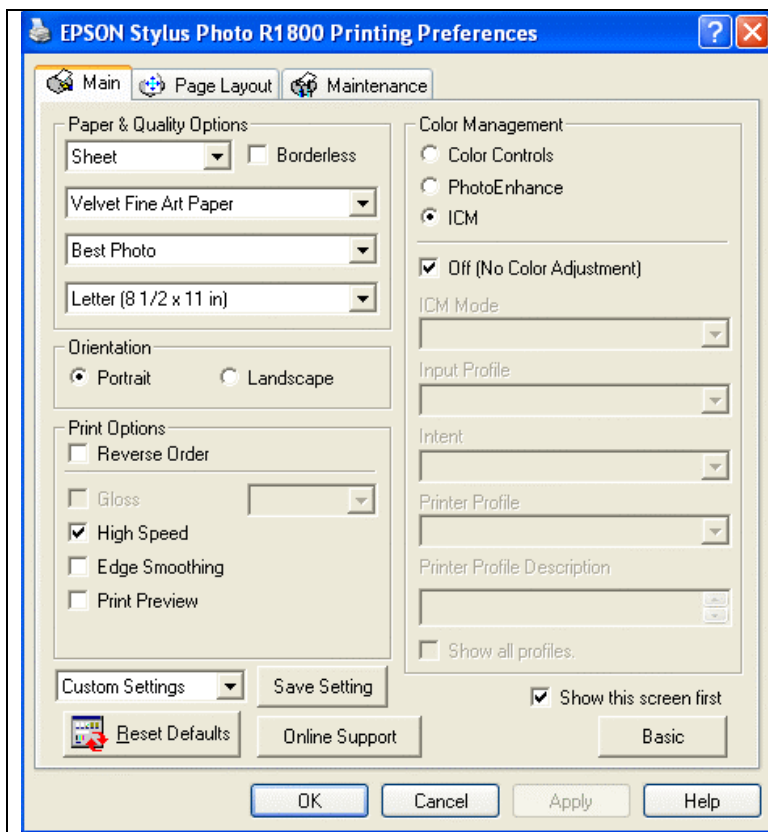 EPSON Stylus Photo R1800 Printing Preferences
Main
Page Layout
Maintenance
Paper & Quality Options
Sheet
Borderless
Velvet Fine Art Paper
Best Photo
Letter (8 1/2 x 11 in)
Orientation
Portrait
Landscape
Print Options
Reverse Order
Gloss
High Speed
Edge Smoothing
Print Preview
Color Management
Color Controls
PhotoEnhance
ICM
Off (No Color Adjustment)
ICM Mode
Input Profile
Intent
Printer Profile
Printer Profile Description
Show all profiles.
Custom Settings
Save Setting
Show this screen first
Reset Defaults
Online Support
Basic
OK
Cancel
Apply
Help